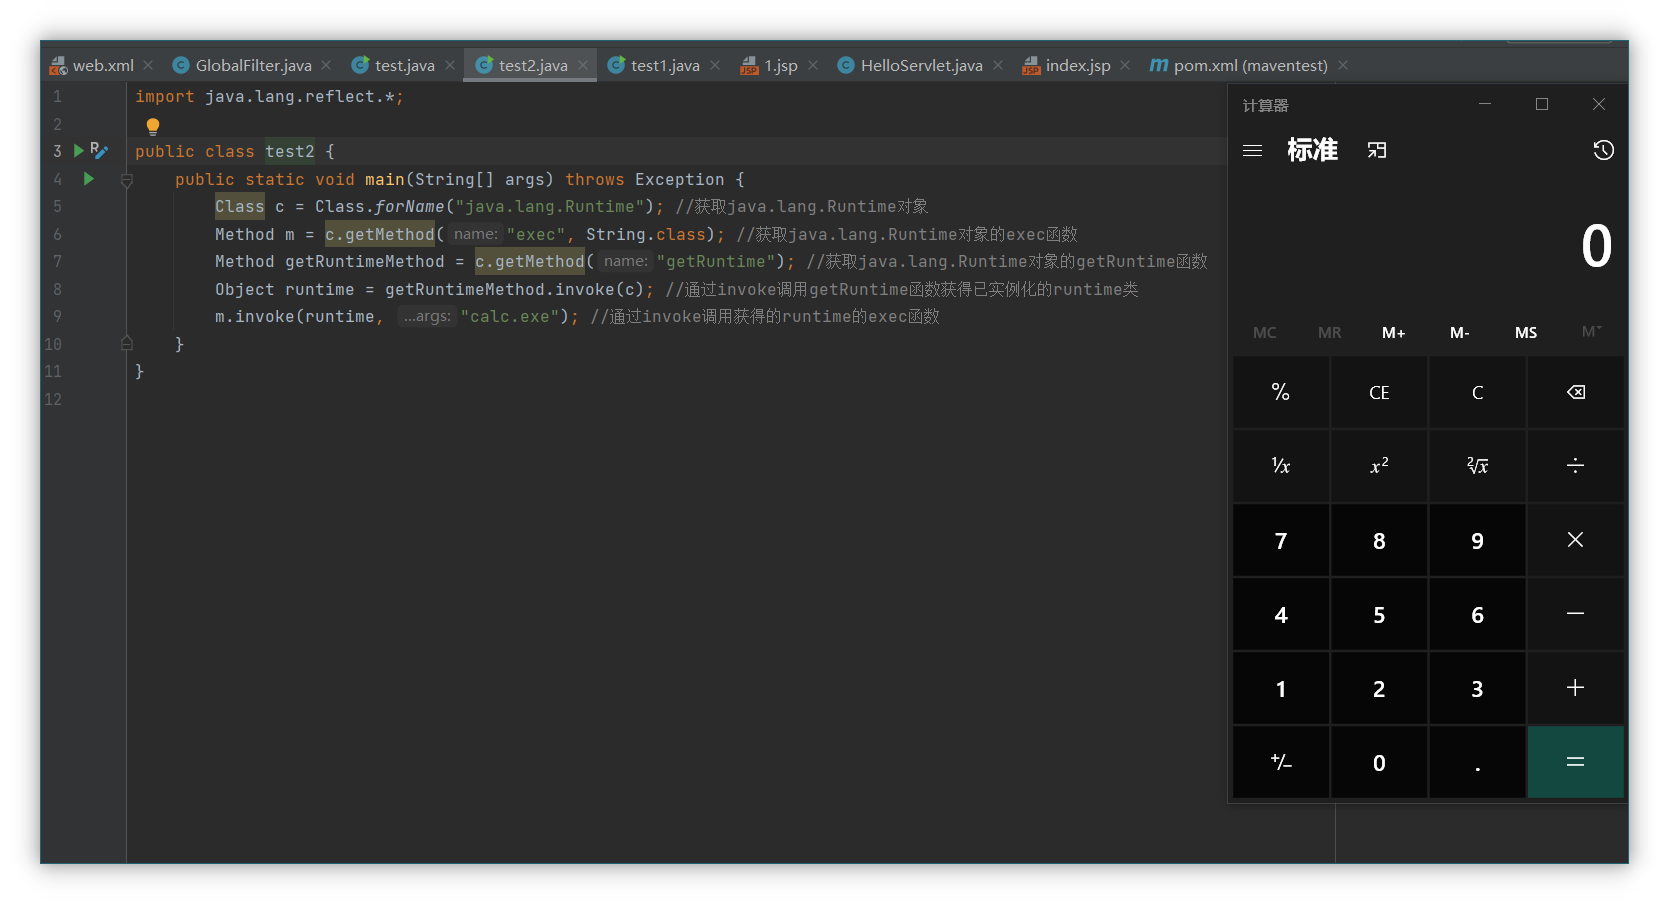 web.xml GlobalFilter.java test.java test2.java test1.java 1.jsp HelloServlet.java index.jsp pom.xml (maventest)
1 import java.lang.reflect.*;
2
3 public class test2 {
4 public static void main(String[] args) throws Exception {
5 Class c = Class.forName("java.lang.Runtime"); //获取java.lang.Runtime对象
6 Method m = c.getMethod( name: "exec", String.class); //获取java.lang.Runtime对象的exec函数
7 Method getRuntimeMethod = c.getMethod( name: "getRuntime"); //获取java.lang.Runtime对象的getRuntime函数
8 Object runtime = getRuntimeMethod.invoke(c); //通过invoke调用getRuntime函数获得已实例化的runtime类
9 m.invoke(runtime, ...args: "calc.exe"); //通过invoke调用获得的runtime的exec函数
10 }
11 }
12
计算器
标准
0
MC MR M+ M- MS M˅
% CE C
¹/x x² ²√x ÷
7 8 9 ×
4 5 6 −
1 2 3 +
+/− 0 . =